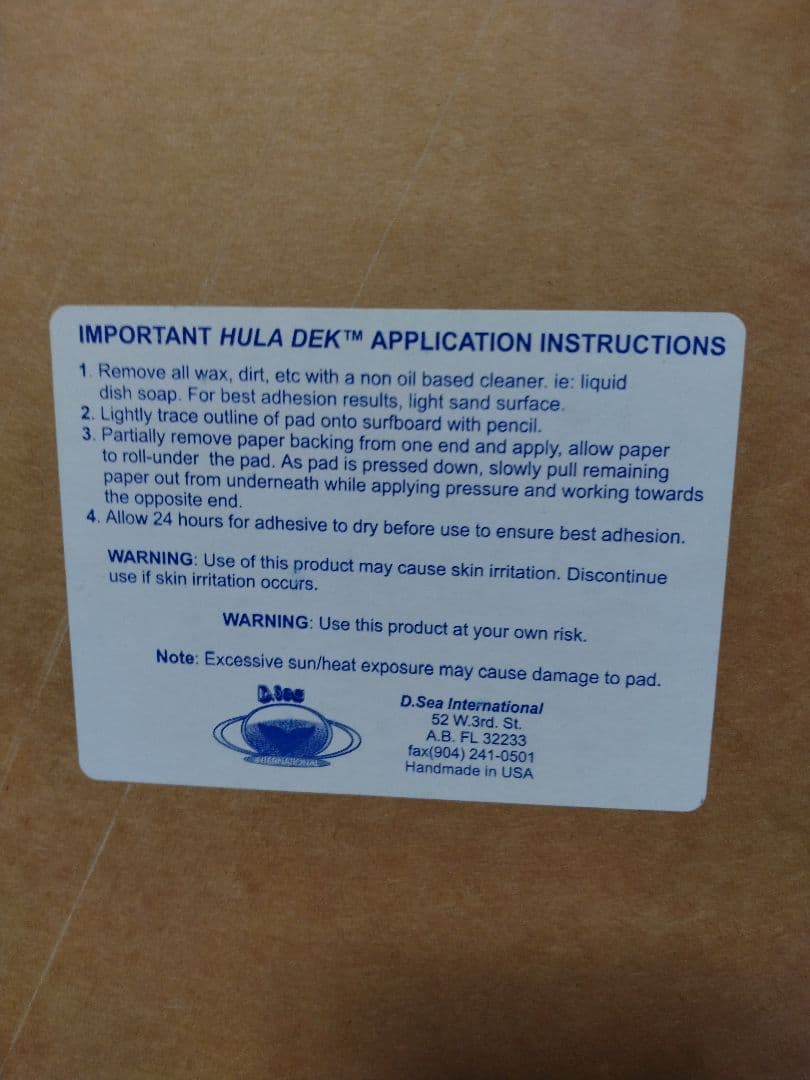 IMPORTANT HULA DEK™ APPLICATION INSTRUCTIONS
1. Remove all wax, dirt, etc with a non oil based cleaner. ie: liquid
dish soap. For best adhesion results, light sand surface.
2. Lightly trace outline of pad onto surfboard with pencil.
3. Partially remove paper backing from one end and apply, allow paper
to roll-under the pad. As pad is pressed down, slowly pull remaining
paper out from underneath while applying pressure and working towards
the opposite end.
4. Allow 24 hours for adhesive to dry before use to ensure best adhesion.
WARNING: Use of this product may cause skin irritation. Discontinue
use if skin irritation occurs.
WARNING: Use this product at your own risk.
Note: Excessive sun/heat exposure may cause damage to pad.
D.Sea
INTERNATIONAL
D.Sea International
52 W.3rd. St.
A.B. FL 32233
fax(904) 241-0501
Handmade in USA